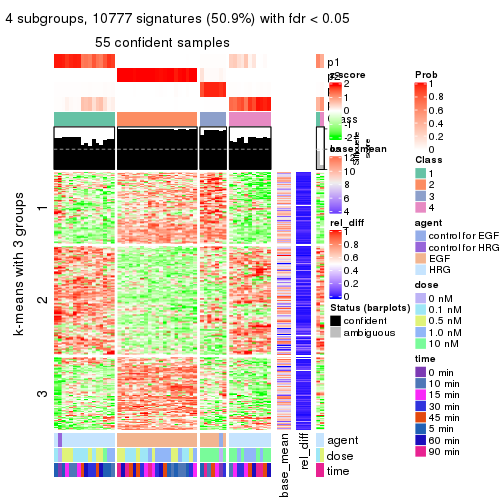 4 subgroups, 10777 signatures (50.9%) with fdr < 0.05
55 confident samples
p1
z-score
2
1
0
-1
-2
Class
Silhouette
score
base_mean
12
10
8
6
4
rel_diff
1
0.8
0.6
0.4
0.2
0
Status (barplots)
confident
ambiguous
Prob
1
0.8
0.6
0.4
0.2
0
Class
1
2
3
4
agent
control for EGF
control for HRG
EGF
HRG
dose
0 nM
0.1 nM
0.5 nM
1.0 nM
10 nM
time
0 min
10 min
15 min
30 min
45 min
5 min
60 min
90 min
k-means with 3 groups
1
2
3
agent
dose
time
base_mean
rel_diff